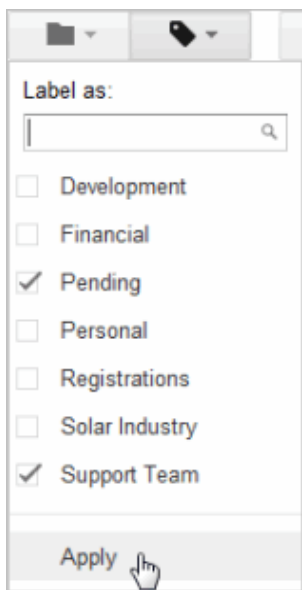 Label as:
Development
Financial
Pending
Personal
Registrations
Solar Industry
Support Team
Apply